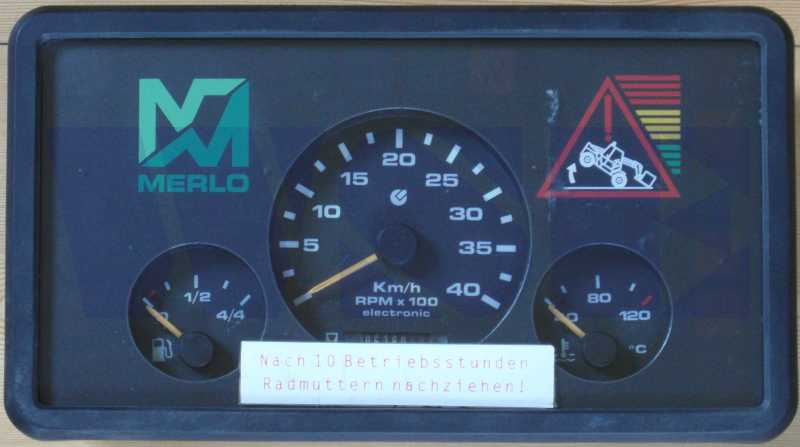 MERLO
5
10
15
20
25
30
35
40
Km/h
RPM x 100
electronic
0
1/2
4/4
80
120
°C
Nach 10 Betriebsstunden
Radmuttern nachziehen!